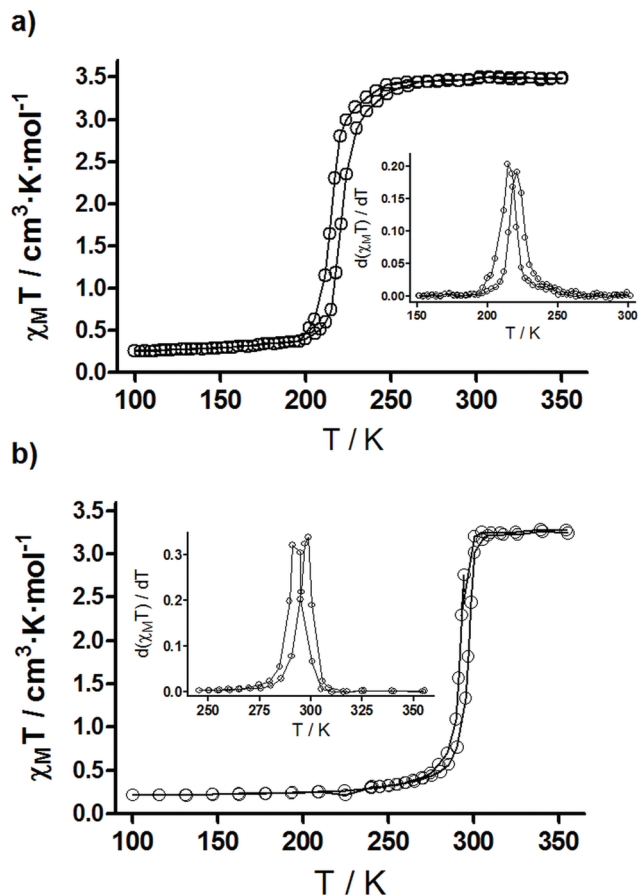 a)
χMT / cm³·K·mol⁻¹
3.5
3.0
2.5
2.0
1.5
1.0
0.5
0.0
100 150 200 250 300 350
T / K
d(χMT) / dT
0.20
0.15
0.10
0.05
0.00
150 200 250 300
T / K
b)
χMT / cm³·K·mol⁻¹
3.5
3.0
2.5
2.0
1.5
1.0
0.5
0.0
100 150 200 250 300 350
T / K
d(χMT) / dT
0.3
0.2
0.1
0.0
250 275 300 325 350
T / K